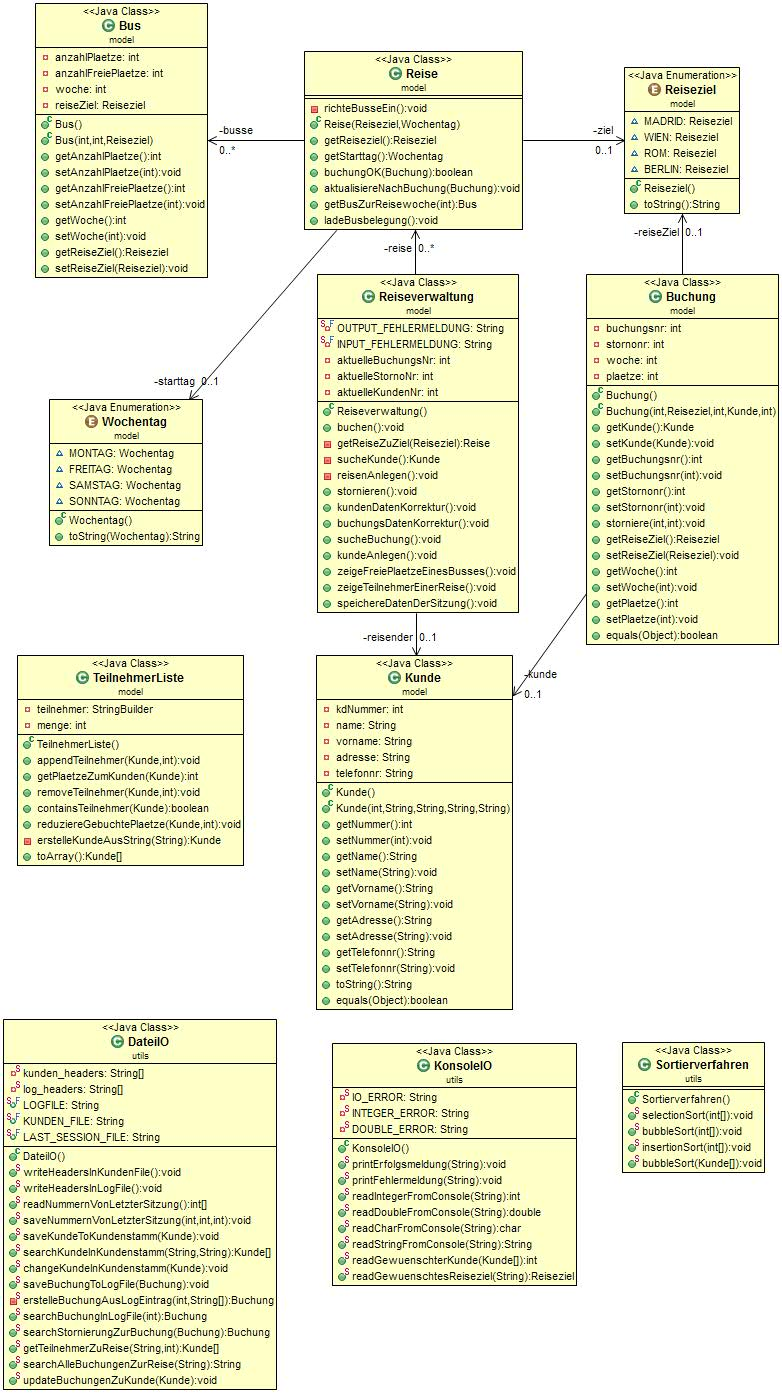 <<Java Class>>
Bus
model
anzahlPlaetze: int
anzahlFreiePlaetze: int
woche: int
reiseZiel: Reiseziel
Bus()
Bus(int,int,Reiseziel)
getAnzahlPlaetze():int
setAnzahlPlaetze(int):void
getAnzahlFreiePlaetze():int
setAnzahlFreiePlaetze(int):void
getWoche():int
setWoche(int):void
getReiseZiel():Reiseziel
setReiseZiel(Reiseziel):void
-busse
0..*
<<Java Class>>
Reise
model
richteBusseEin():void
Reise(Reiseziel,Wochentag)
getReiseziel():Reiseziel
getStarttag():Wochentag
buchungOK(Buchung):boolean
aktualisiereNachBuchung(Buchung):void
getBusZurReisewoche(int):Bus
ladeBusbelegung():void
-ziel
0..1
<<Java Enumeration>>
Reiseziel
model
MADRID: Reiseziel
WIEN: Reiseziel
ROM: Reiseziel
BERLIN: Reiseziel
Reiseziel()
toString():String
-reiseZiel 0..1
-reise 0..*
-starttag 0..1
<<Java Enumeration>>
Wochentag
model
MONTAG: Wochentag
FREITAG: Wochentag
SAMSTAG: Wochentag
SONNTAG: Wochentag
Wochentag()
toString(Wochentag):String
<<Java Class>>
Reiseverwaltung
model
OUTPUT_FEHLERMELDUNG: String
INPUT_FEHLERMELDUNG: String
aktuelleBuchungsNr: int
aktuelleStornoNr: int
aktuelleKundenNr: int
Reiseverwaltung()
buchen():void
getReiseZuZiel(Reiseziel):Reise
sucheKunde():Kunde
reisenAnlegen():void
stornieren():void
kundenDatenKorrektur():void
buchungsDatenKorrektur():void
sucheBuchung():void
kundeAnlegen():void
zeigeFreiePlaetzeEinesBusses():void
zeigeTeilnehmerEinerReise():void
speichereDatenDerSitzung():void
<<Java Class>>
Buchung
model
buchungsnr: int
stornonr: int
woche: int
plaetze: int
Buchung()
Buchung(int,Reiseziel,int,Kunde,int)
getKunde():Kunde
setKunde(Kunde):void
getBuchungsnr():int
setBuchungsnr(int):void
getStornonr():int
setStornonr(int):void
storniere(int,int):void
getReiseZiel():Reiseziel
setReiseZiel(Reiseziel):void
getWoche():int
setWoche(int):void
getPlaetze():int
setPlaetze(int):void
equals(Object):boolean
-reisender 0..1
-kunde
0..1
<<Java Class>>
TeilnehmerListe
model
teilnehmer: StringBuilder
menge: int
TeilnehmerListe()
appendTeilnehmer(Kunde,int):void
getPlaetzeZumKunden(Kunde):int
removeTeilnehmer(Kunde,int):void
containsTeilnehmer(Kunde):boolean
reduziereGebuchtePlaetze(Kunde,int):void
erstelleKundeAusString(String):Kunde
toArray():Kunde[]
<<Java Class>>
Kunde
model
kdNummer: int
name: String
vorname: String
adresse: String
telefonnr: String
Kunde()
Kunde(int,String,String,String,String)
getNummer():int
setNummer(int):void
getName():String
setName(String):void
getVorname():String
setVorname(String):void
getAdresse():String
setAdresse(String):void
getTelefonnr():String
setTelefonnr(String):void
toString():String
equals(Object):boolean
<<Java Class>>
DateiIO
utils
kunden_headers: String[]
log_headers: String[]
LOGFILE: String
KUNDEN_FILE: String
LAST_SESSION_FILE: String
DateiIO()
writeHeadersInKundenFile():void
writeHeadersInLogFile():void
readNummernVonLetzterSitzung():int[]
saveNummernVonLetzterSitzung(int,int,int):void
saveKundeToKundenstamm(Kunde):void
searchKundeInKundenstamm(String,String):Kunde[]
changeKundeInKundenstamm(Kunde):void
saveBuchungToLogFile(Buchung):void
erstelleBuchungAusLogEintrag(int,String[]):Buchung
searchBuchungInLogFile(int):Buchung
searchStornierungZurBuchung(Buchung):Buchung
getTeilnehmerZuReise(String,int):Kunde[]
searchAlleBuchungenZurReise(String):String
updateBuchungenZuKunde(Kunde):void
<<Java Class>>
KonsoleIO
utils
IO_ERROR: String
INTEGER_ERROR: String
DOUBLE_ERROR: String
KonsoleIO()
printErfolgsmeldung(String):void
printFehlermeldung(String):void
readIntegerFromConsole(String):int
readDoubleFromConsole(String):double
readCharFromConsole(String):char
readStringFromConsole(String):String
readGewuenschterKunde(Kunde[]):int
readGewuenschtesReiseziel(String):Reiseziel
<<Java Class>>
Sortierverfahren
utils
Sortierverfahren()
selectionSort(int[]):void
bubbleSort(int[]):void
insertionSort(int[]):void
bubbleSort(Kunde[]):void